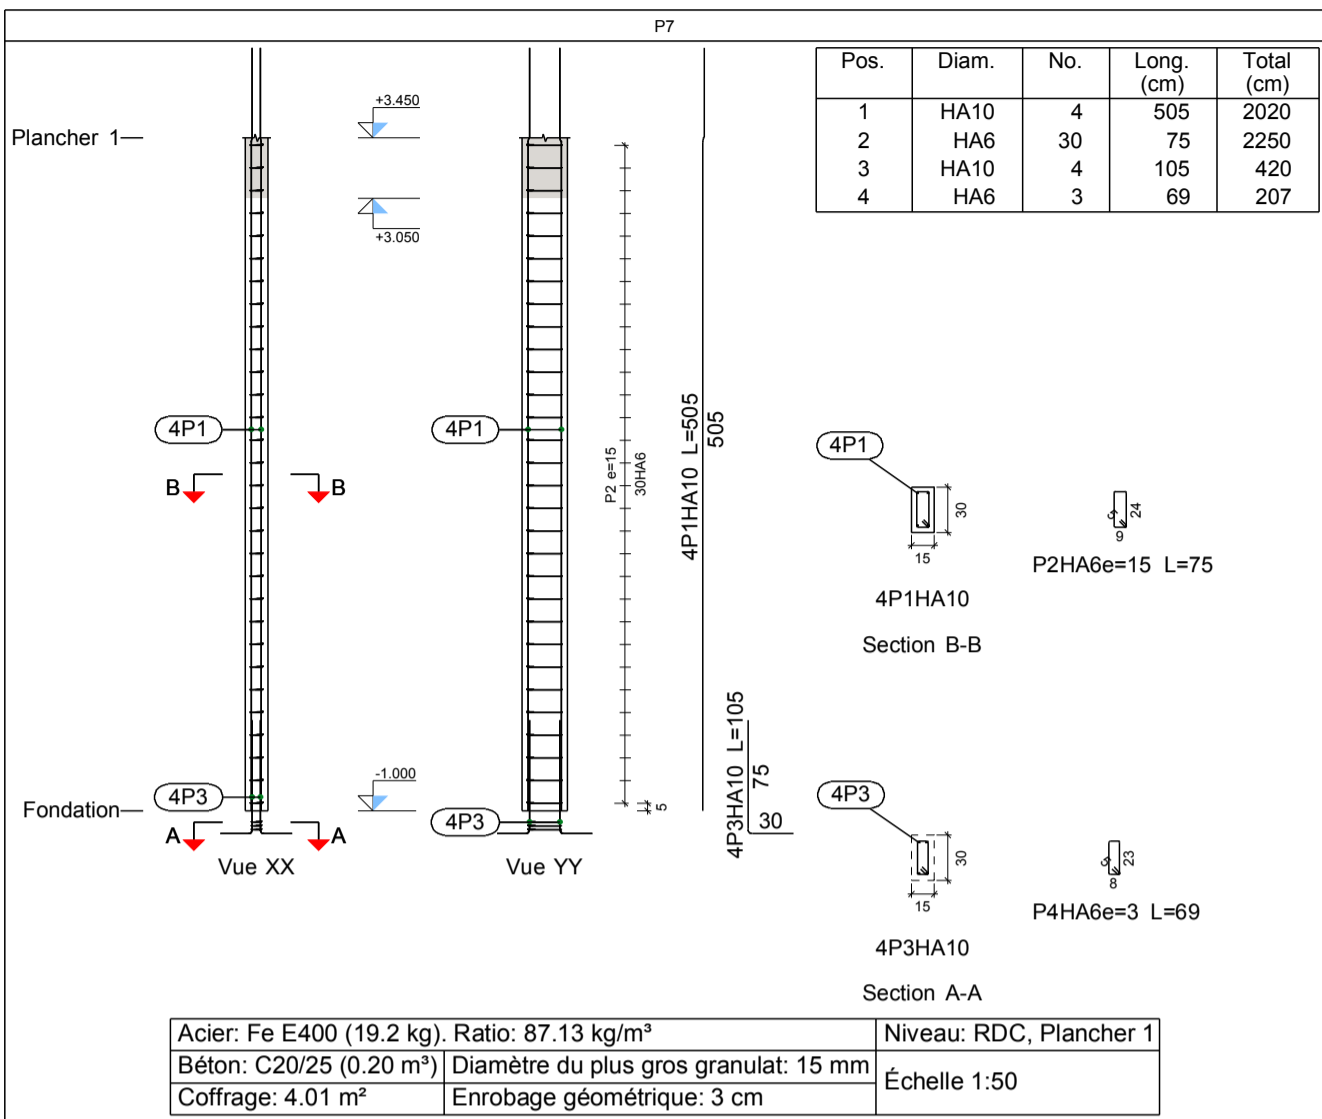 P7
Pos. Diam. No. Long. (cm) Total (cm)
1 HA10 4 505 2020
2 HA6 30 75 2250
3 HA10 4 105 420
4 HA6 3 69 207
Plancher 1
+3.450
+3.050
4P1
4P1
B B
P2 e=15
30HA6
4P1HA10 L=505
505
4P1
30
15
4P1HA10
Section B-B
5
24
9
P2HA6e=15 L=75
-1.000
Fondation
4P3
4P3
A A
5
Vue XX
Vue YY
4P3HA10 L=105
75
30
4P3
30
15
4P3HA10
Section A-A
5
23
8
P4HA6e=3 L=69
Acier: Fe E400 (19.2 kg). Ratio: 87.13 kg/m³
Niveau: RDC, Plancher 1
Béton: C20/25 (0.20 m³)
Diamètre du plus gros granulat: 15 mm
Échelle 1:50
Coffrage: 4.01 m²
Enrobage géométrique: 3 cm